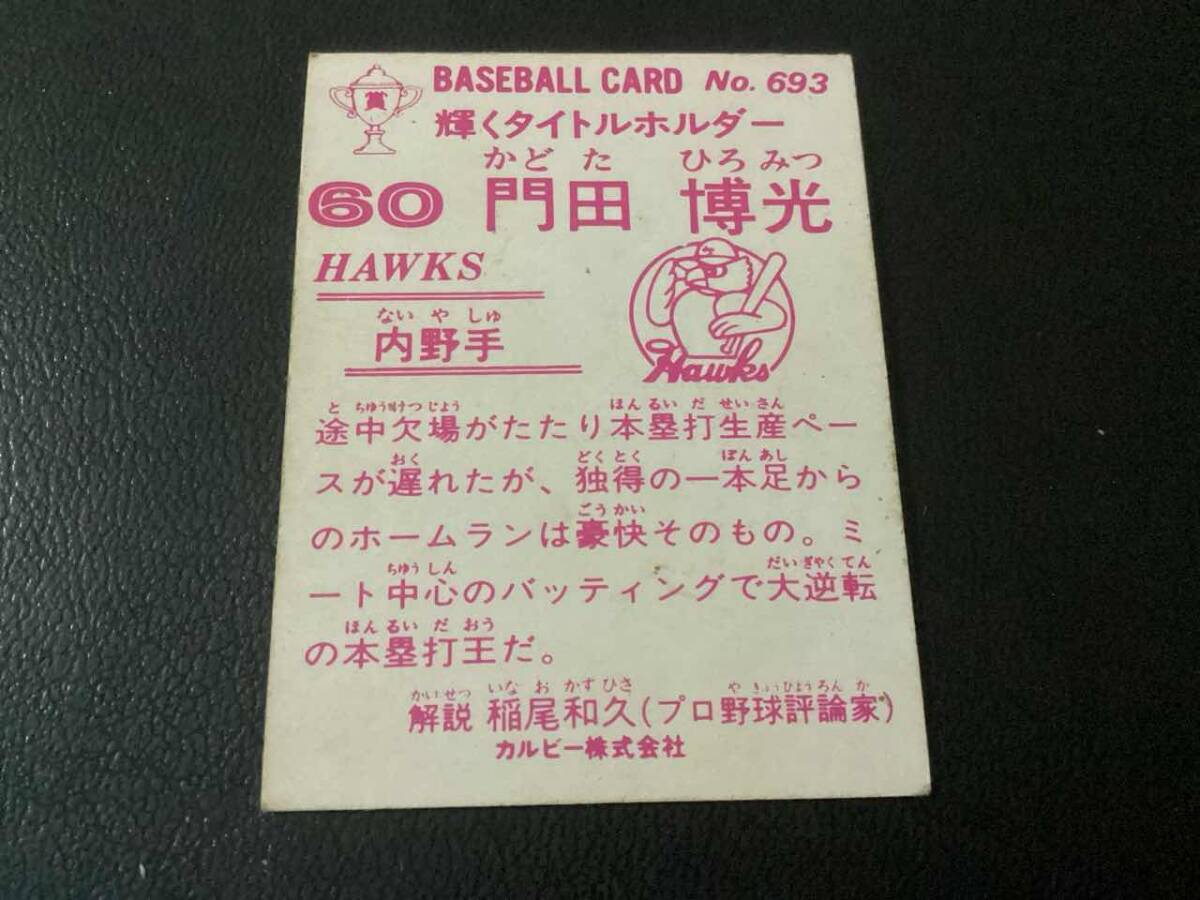 BASEBALL CARD No. 693
賞
輝くタイトルホルダー
かどた ひろみつ
60 門田 博光
HAWKS
Hawks
ないやしゅ
内野手
とちゅうけつじょう ほんるいだせいさん
途中欠場がたたり本塁打生産ペー
おく どくとく ぽんあし
スが遅れたが、独得の一本足から
ごうかい
のホームランは豪快そのもの。ミ
ちゅうしん だいぎゃくてん
ート中心のバッティングで大逆転
ほんるいだおう
の本塁打王だ。
かいせつ いなおかずひさ やきゅうひょうろんか
解説 稲尾和久(プロ野球評論家)
カルビー株式会社